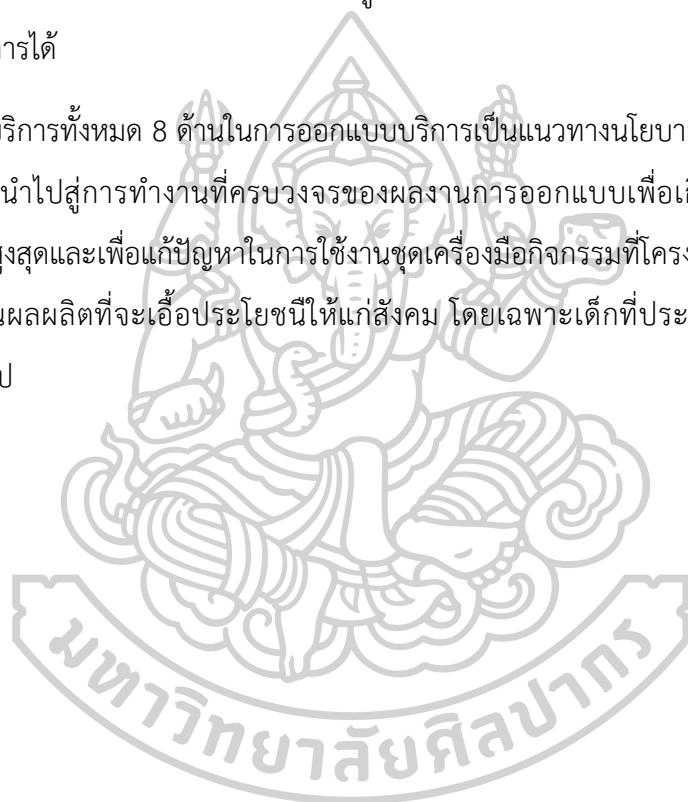 ารได้
ริการทั้งหมด 8 ด้านในการออกแบบบริการเป็นแนวทางนโยบา
นำไปสู่การทำงานที่ครบวงจรของผลงานการออกแบบเพื่อเกิ
สูงสุดและเพื่อแก้ปัญหาในการใช้งานชุดเครื่องมือกิจกรรมที่โครง
นผลผลิตที่จะเอื้อประโยชนืให้แก่สังคม โดยเฉพาะเด็กที่ประ
ป
มหาวิทยาลัยศิลปากร